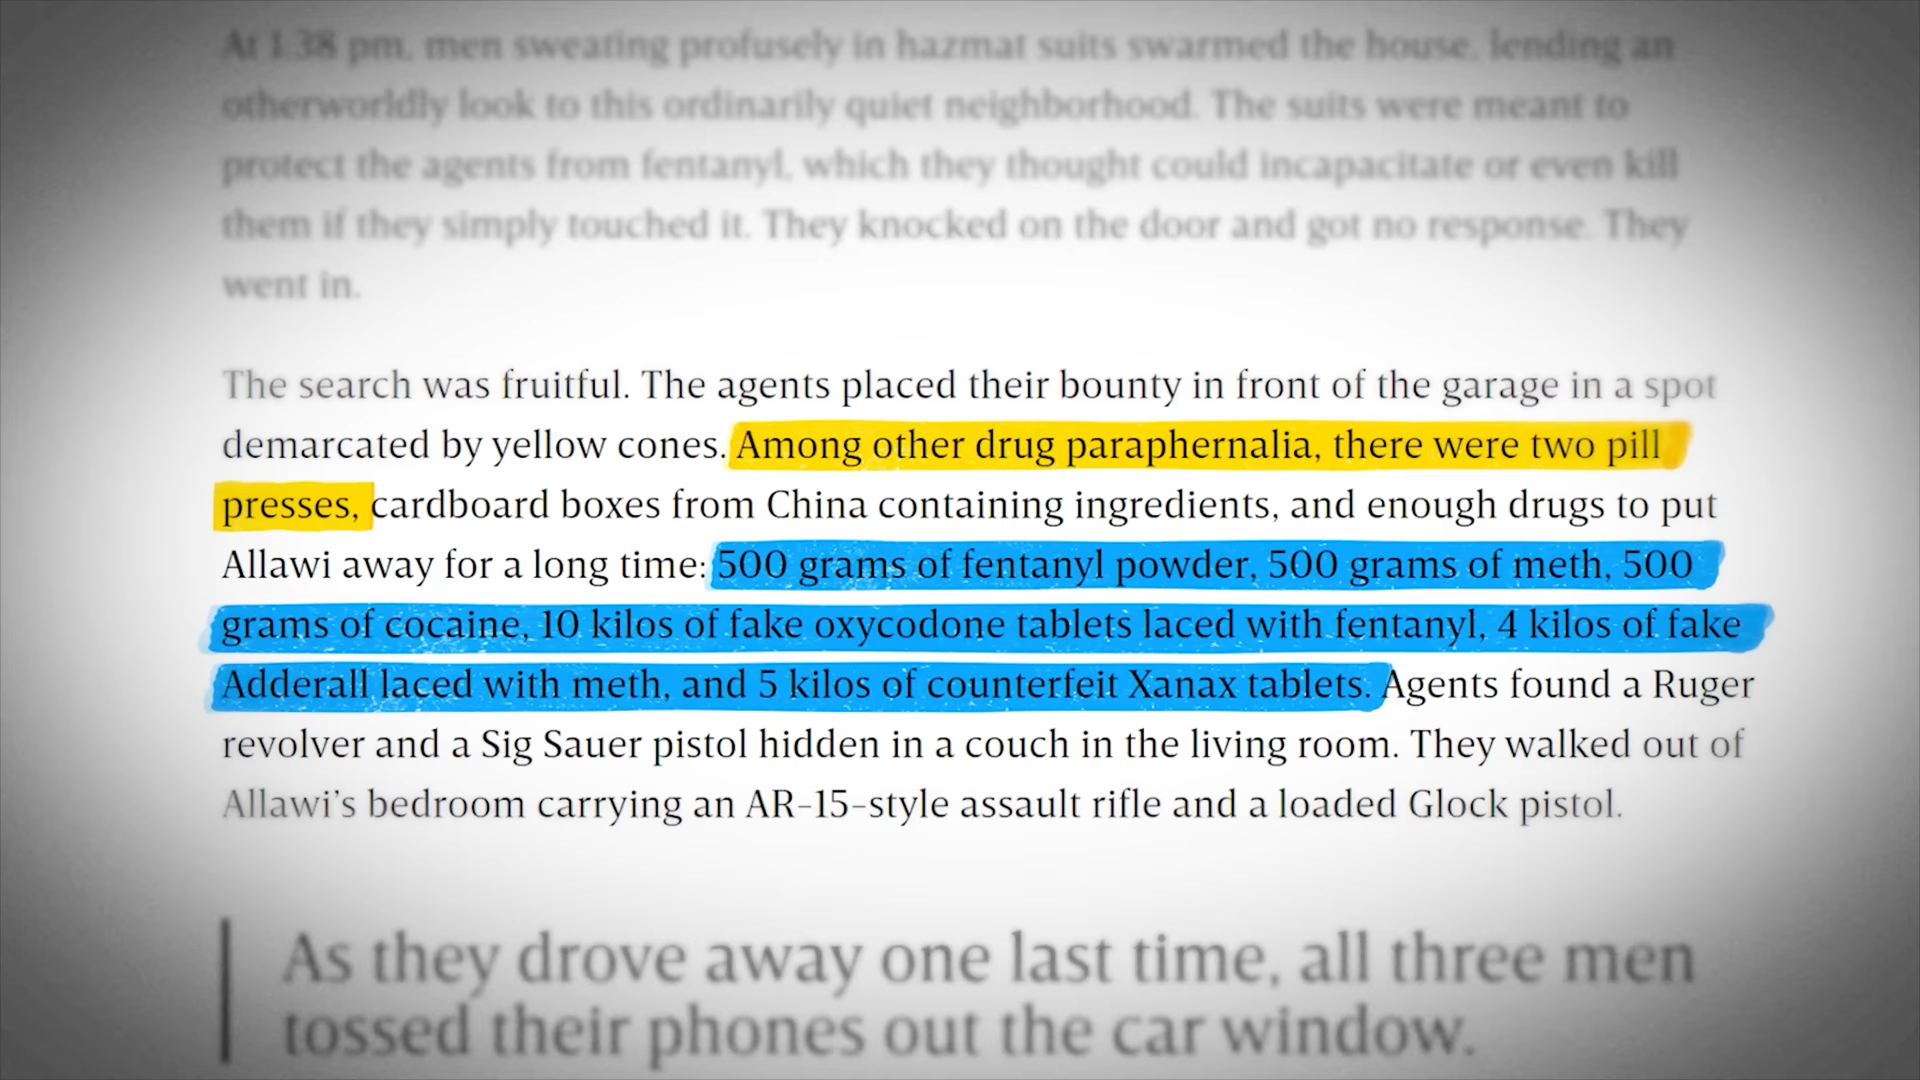 At 1:38 pm, men sweating profusely in hazmat suits swarmed the house, lending an
otherworldly look to this ordinarily quiet neighborhood. The suits were meant to
protect the agents from fentanyl, which they thought could incapacitate or even kill
them if they simply touched it. They knocked on the door and got no response. They
went in.
The search was fruitful. The agents placed their bounty in front of the garage in a spot
demarcated by yellow cones. Among other drug paraphernalia, there were two pill
presses, cardboard boxes from China containing ingredients, and enough drugs to put
Allawi away for a long time: 500 grams of fentanyl powder, 500 grams of meth, 500
grams of cocaine, 10 kilos of fake oxycodone tablets laced with fentanyl, 4 kilos of fake
Adderall laced with meth, and 5 kilos of counterfeit Xanax tablets. Agents found a Ruger
revolver and a Sig Sauer pistol hidden in a couch in the living room. They walked out of
Allawi's bedroom carrying an AR-15-style assault rifle and a loaded Glock pistol.
As they drove away one last time, all three men
tossed their phones out the car window.